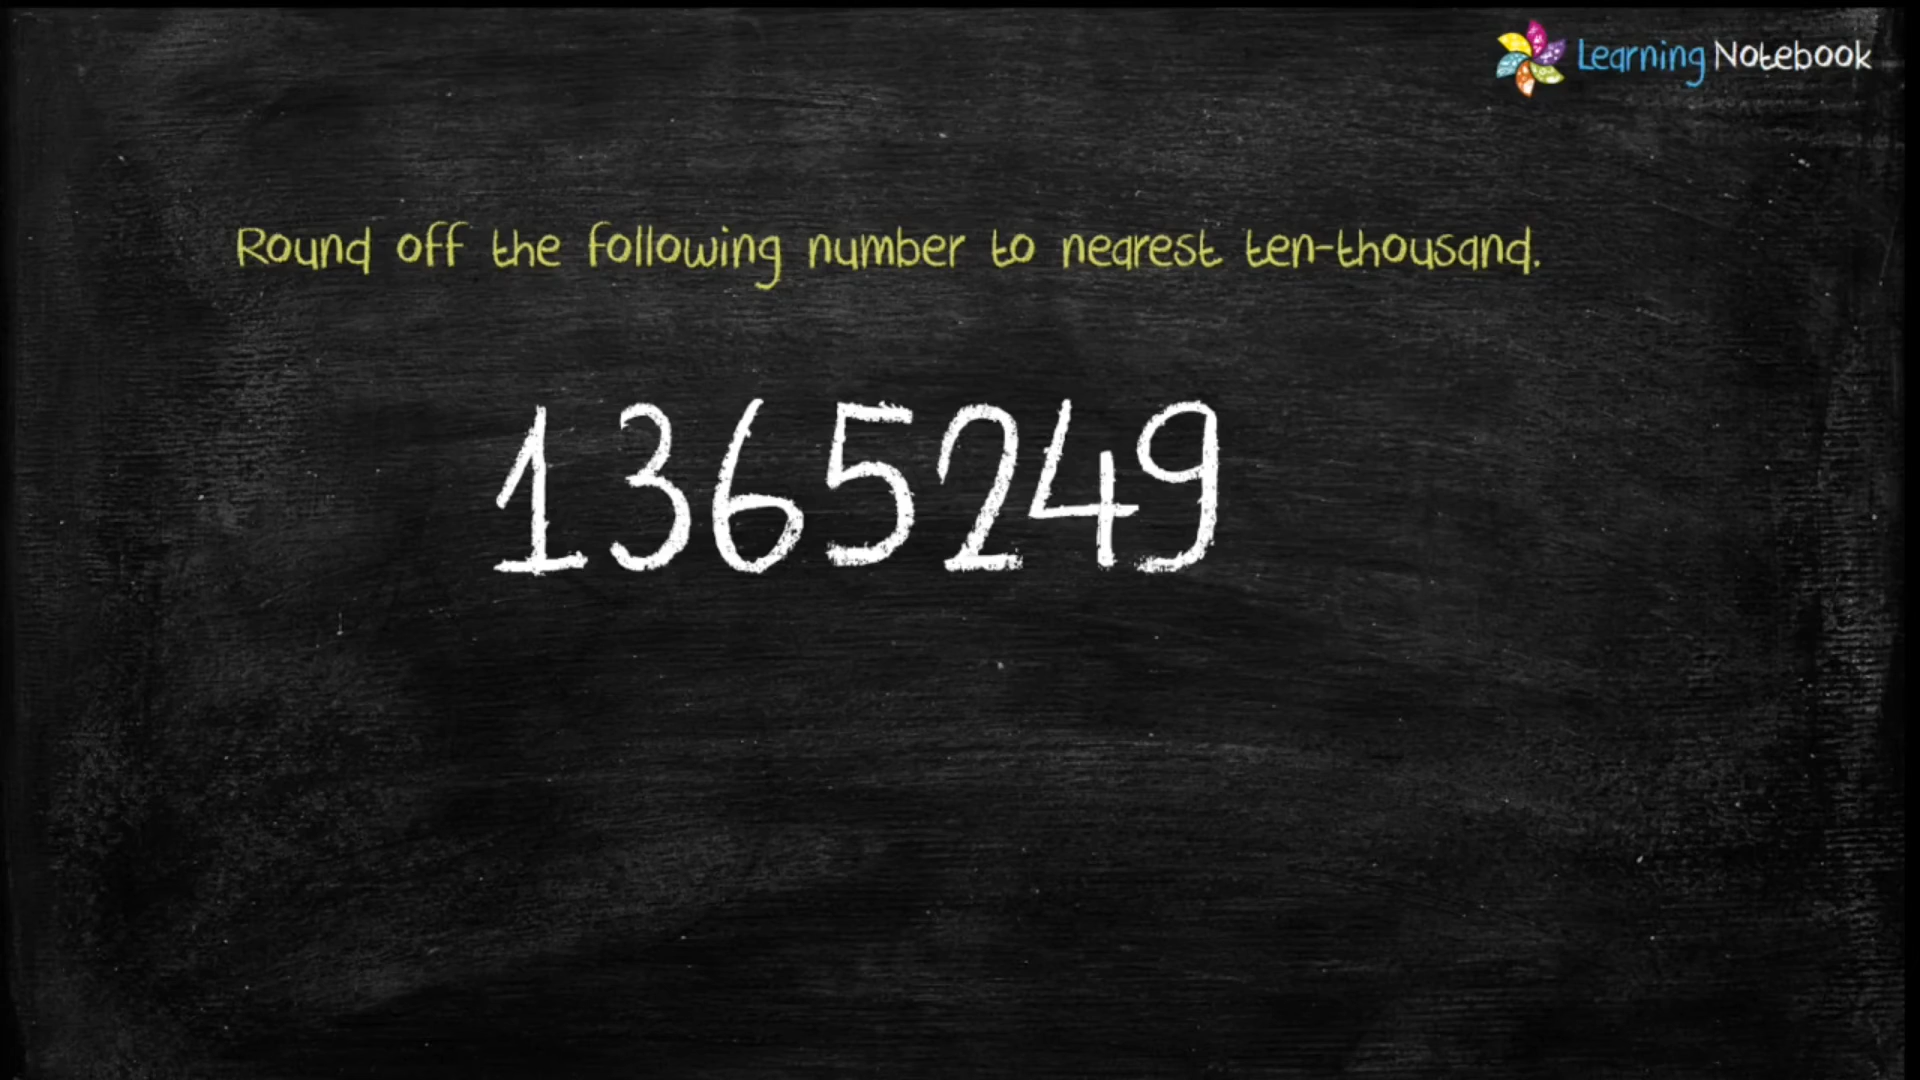 Learning Notebook
Round off the following number to nearest ten-thousand.
1365249